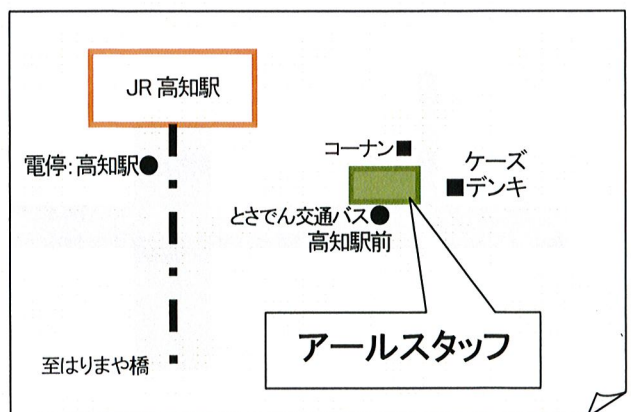 JR 高知駅
電停:高知駅
コーナン
ケーズ
デンキ
とさでん交通バス
高知駅前
アールスタッフ
至はりまや橋